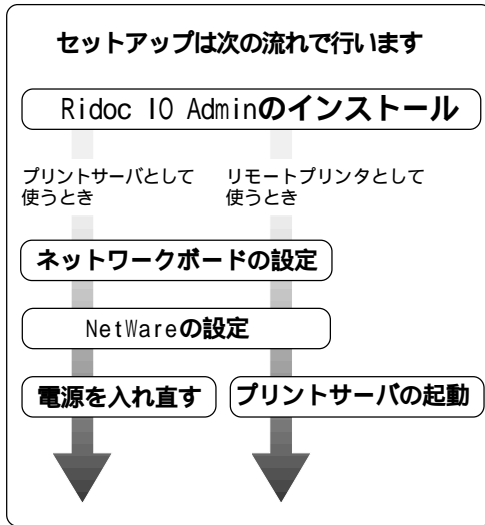 セットアップは次の流れで行います
Ridoc IO Adminのインストール
プリントサーバとして
使うとき
リモートプリンタとして
使うとき
ネットワークボードの設定
NetWareの設定
電源を入れ直す
プリントサーバの起動